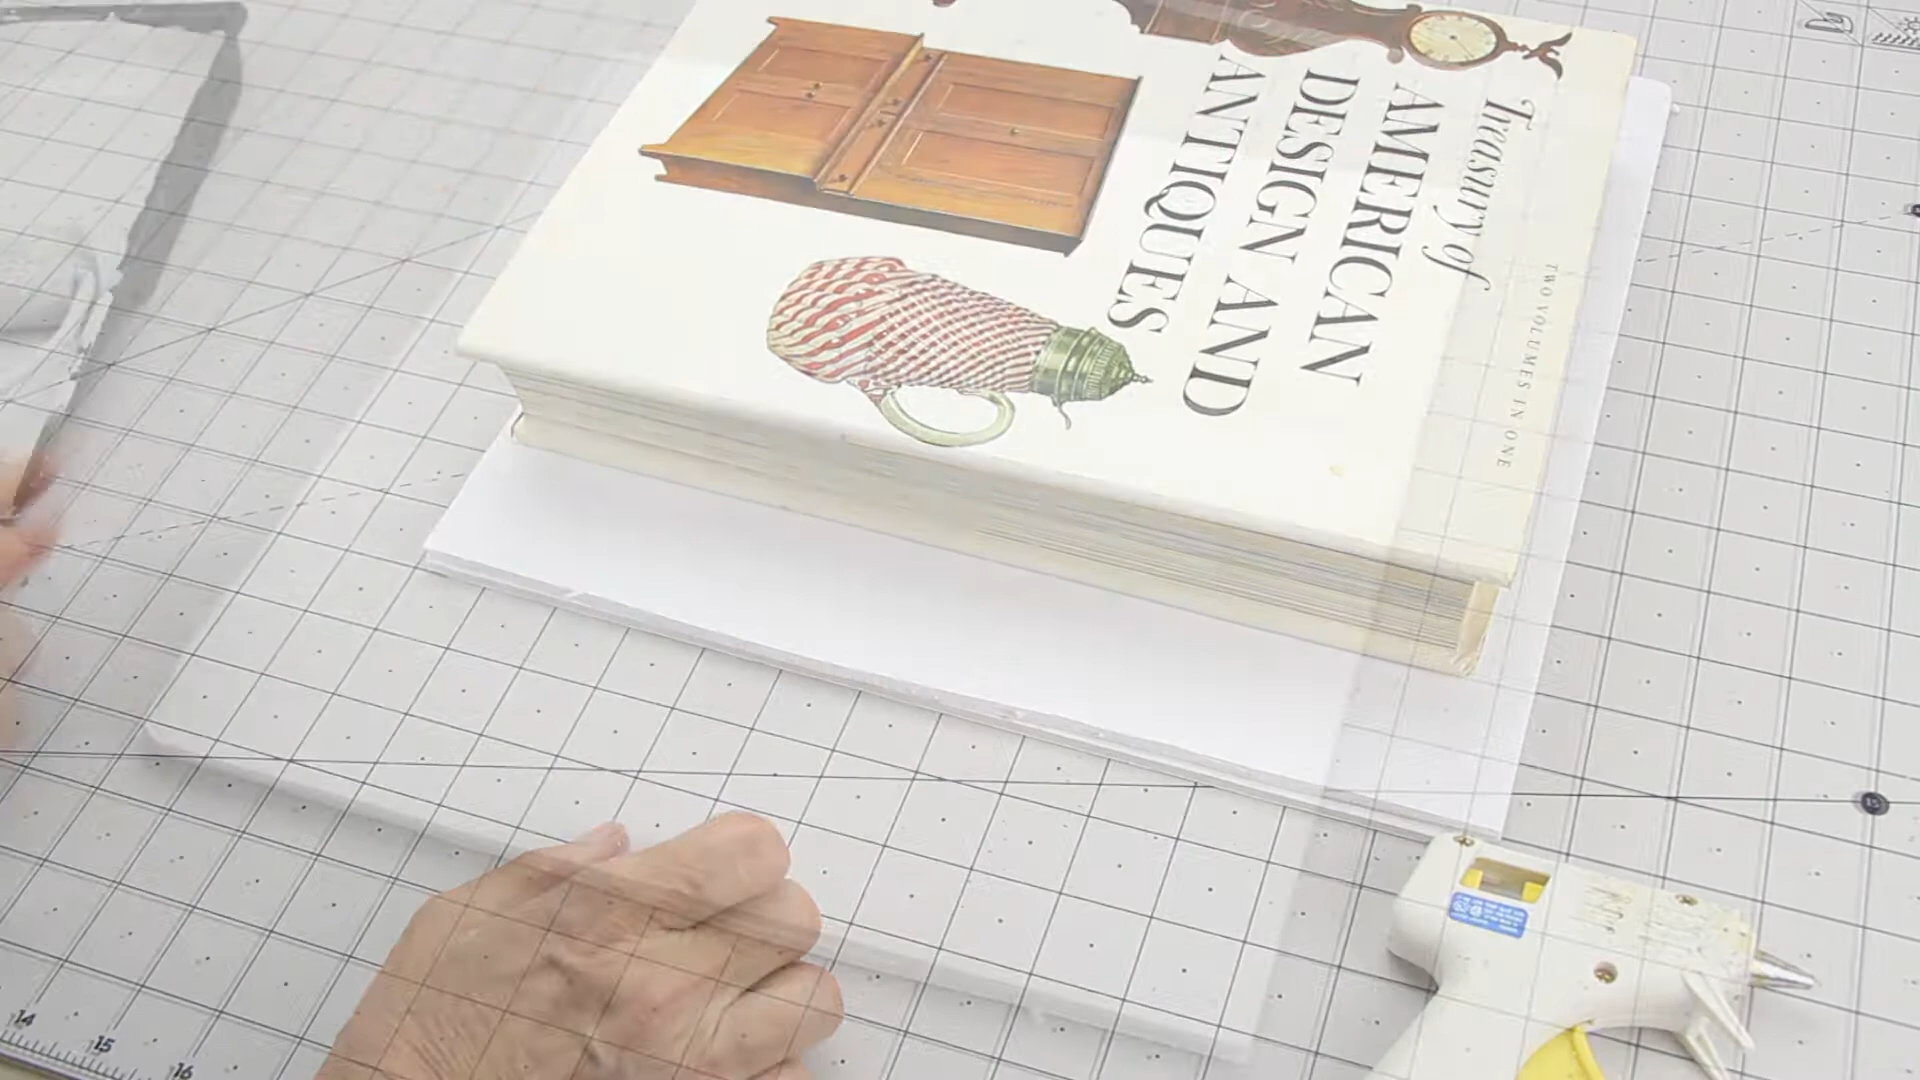 Treasury of
AMERICAN
DESIGN AND
ANTIQUES
TWO VOLUMES IN ONE
14
15
16